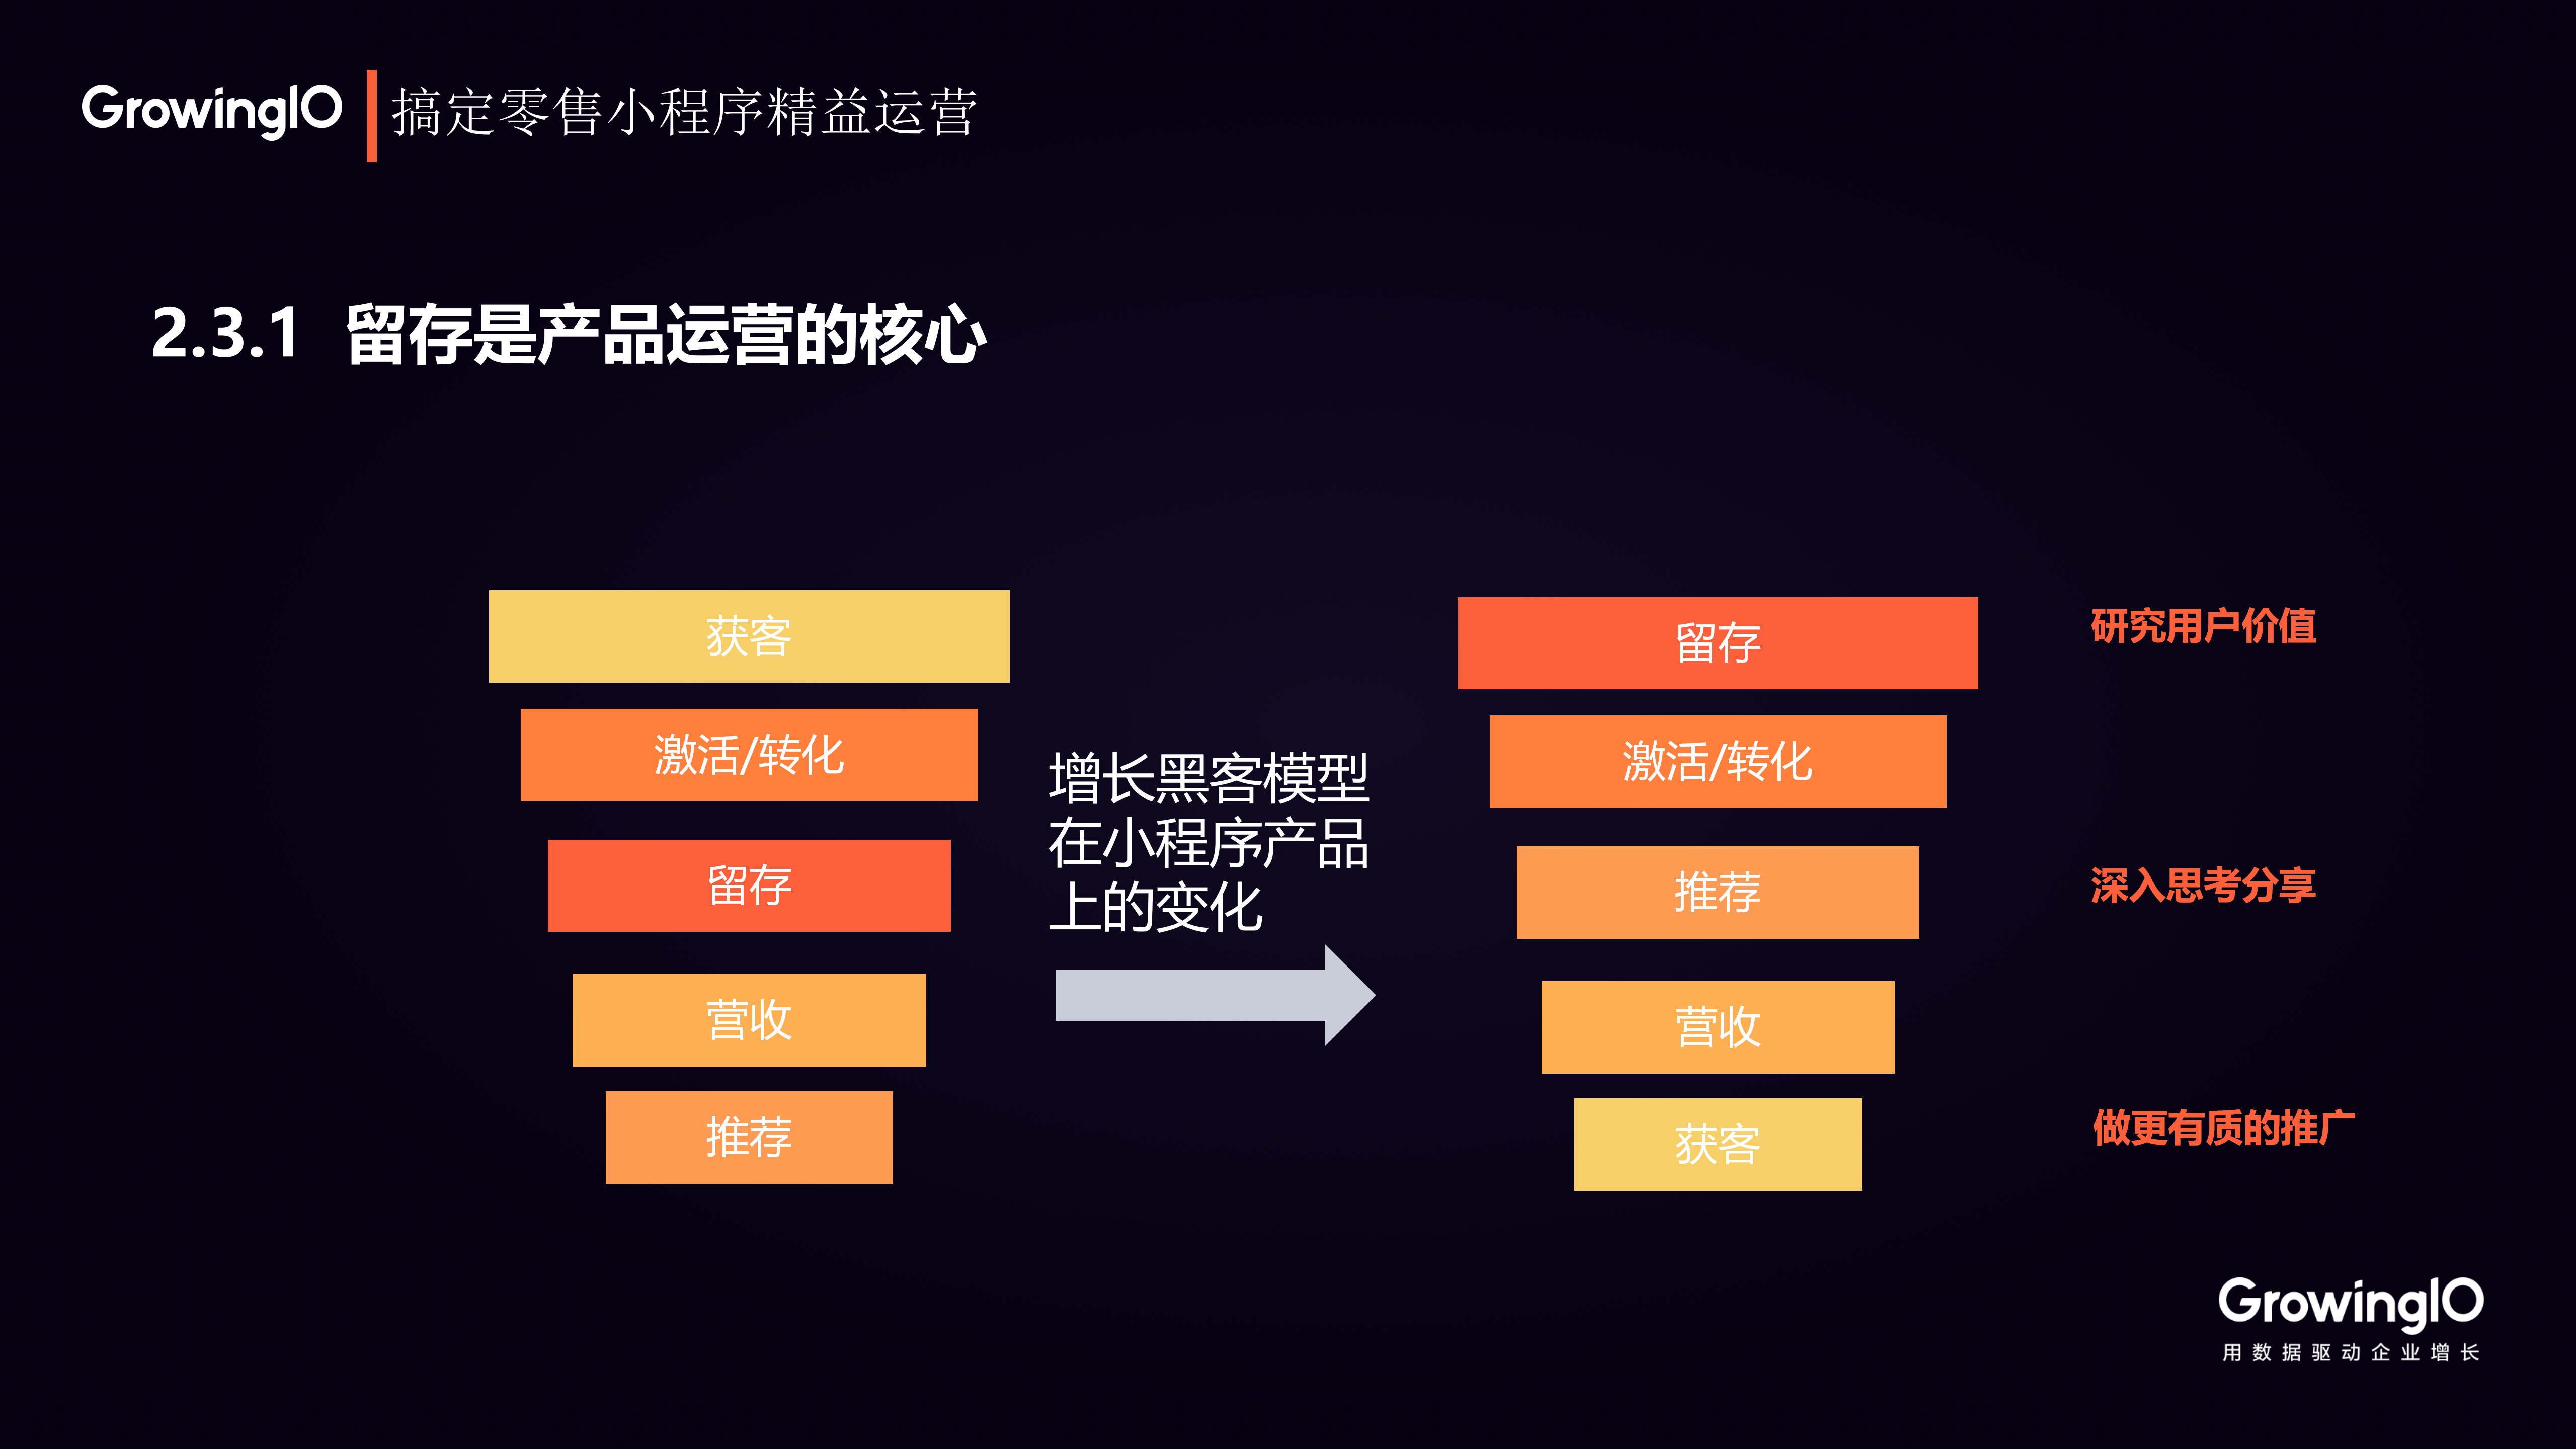 GrowingIO 搞定零售小程序精益运营
2.3.1 留存是产品运营的核心
获客
激活/转化
留存
营收
推荐
增长黑客模型
在小程序产品
上的变化
留存
激活/转化
推荐
营收
获客
研究用户价值
深入思考分享
做更有质的推广
GrowingIO
用数据驱动企业增长